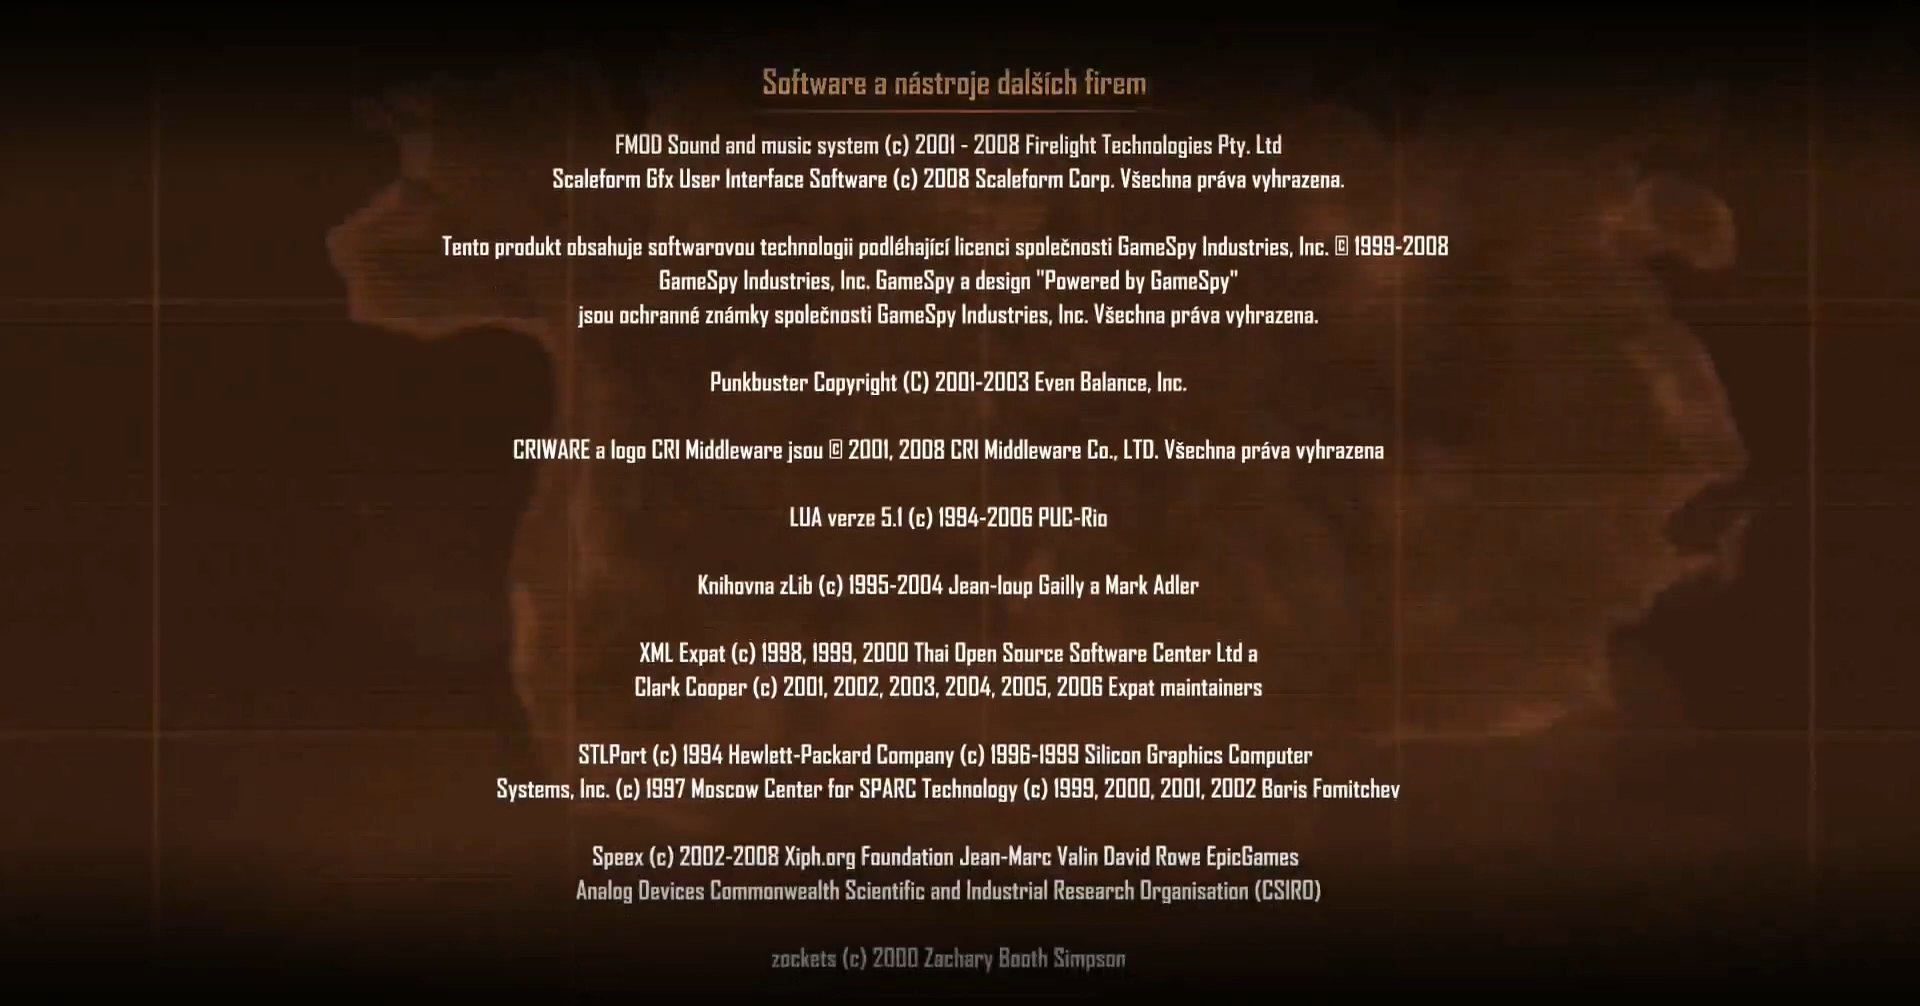 Software a nástroje dalších firem
FMOD Sound and music system (c) 2001 - 2008 Firelight Technologies Pty. Ltd
Scaleform Gfx User Interface Software (c) 2008 Scaleform Corp. Všechna práva vyhrazena.
Tento produkt obsahuje softwarovou technologii podléhající licenci společnosti GameSpy Industries, Inc. © 1999-2008
GameSpy Industries, Inc. GameSpy a design "Powered by GameSpy"
jsou ochranné známky společnosti GameSpy Industries, Inc. Všechna práva vyhrazena.
Punkbuster Copyright (C) 2001-2003 Even Balance, Inc.
CRIWARE a logo CRI Middleware jsou © 2001, 2008 CRI Middleware Co., LTD. Všechna práva vyhrazena
LUA verze 5.1 (c) 1994-2006 PUC-Rio
Knihovna zLib (c) 1995-2004 Jean-loup Gailly a Mark Adler
XML Expat (c) 1998, 1999, 2000 Thai Open Source Software Center Ltd a
Clark Cooper (c) 2001, 2002, 2003, 2004, 2005, 2006 Expat maintainers
STLPort (c) 1994 Hewlett-Packard Company (c) 1996-1999 Silicon Graphics Computer
Systems, Inc. (c) 1997 Moscow Center for SPARC Technology (c) 1999, 2000, 2001, 2002 Boris Fomitchev
Speex (c) 2002-2008 Xiph.org Foundation Jean-Marc Valin David Rowe EpicGames
Analog Devices Commonwealth Scientific and Industrial Research Organisation (CSIRO)
zockets (c) 2000 Zachary Booth Simpson